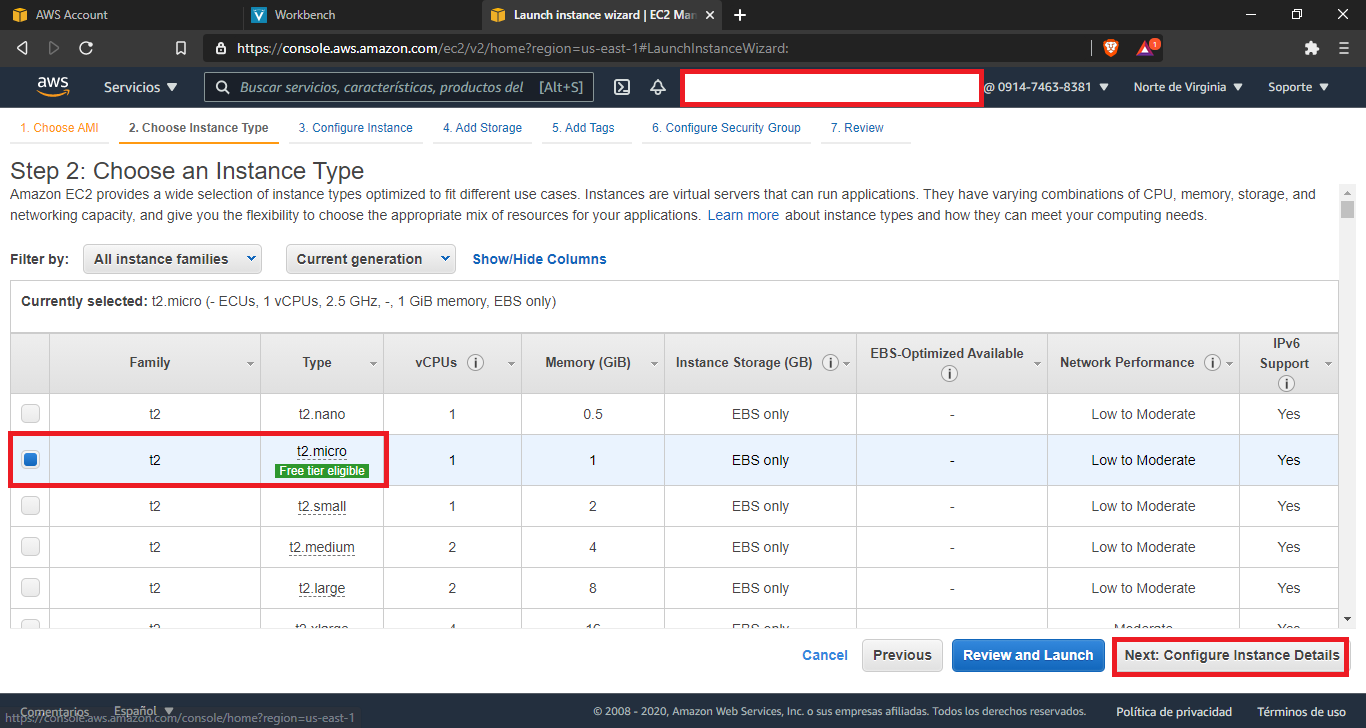 AWS Account
Workbench
Launch instance wizard | EC2 Man
https://console.aws.amazon.com/ec2/v2/home?region=us-east-1#LaunchInstanceWizard:
1
aws
Servicios
Buscar servicios, características, productos del [Alt+S]
@ 0914-7463-8381
Norte de Virginia
Soporte
1. Choose AMI
2. Choose Instance Type
3. Configure Instance
4. Add Storage
5. Add Tags
6. Configure Security Group
7. Review
Step 2: Choose an Instance Type
Amazon EC2 provides a wide selection of instance types optimized to fit different use cases. Instances are virtual servers that can run applications. They have varying combinations of CPU, memory, storage, and
networking capacity, and give you the flexibility to choose the appropriate mix of resources for your applications. Learn more about instance types and how they can meet your computing needs.
Filter by: All instance families Current generation Show/Hide Columns
Currently selected: t2.micro (- ECUs, 1 vCPUs, 2.5 GHz, -, 1 GiB memory, EBS only)
Family Type vCPUs Memory (GiB) Instance Storage (GB) EBS-Optimized Available Network Performance IPv6 Support
t2 t2.nano 1 0.5 EBS only - Low to Moderate Yes
t2 t2.micro 1 1 EBS only - Low to Moderate Yes
Free tier eligible
t2 t2.small 1 2 EBS only - Low to Moderate Yes
t2 t2.medium 2 4 EBS only - Low to Moderate Yes
t2 t2.large 2 8 EBS only - Low to Moderate Yes
t2 t2.xlarge 4 16 EBS only Moderate Yes
Cancel Previous Review and Launch Next: Configure Instance Details
Comentarios Español
https://console.aws.amazon.com/console/home?region=us-east-1
© 2008 - 2020, Amazon Web Services, Inc. o sus empresas afiliadas. Todos los derechos reservados.
Política de privacidad
Términos de uso